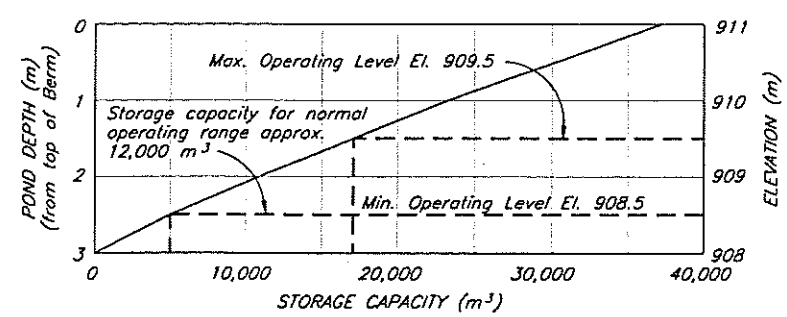 0
1
2
3
POND DEPTH (m)
(from top of Berm)
Max. Operating Level El. 909.5
Storage capacity for normal
operating range approx.
12,000 m³
Min. Operating Level El. 908.5
911
910
909
908
ELEVATION (m)
0
10,000
20,000
30,000
40,000
STORAGE CAPACITY (m³)